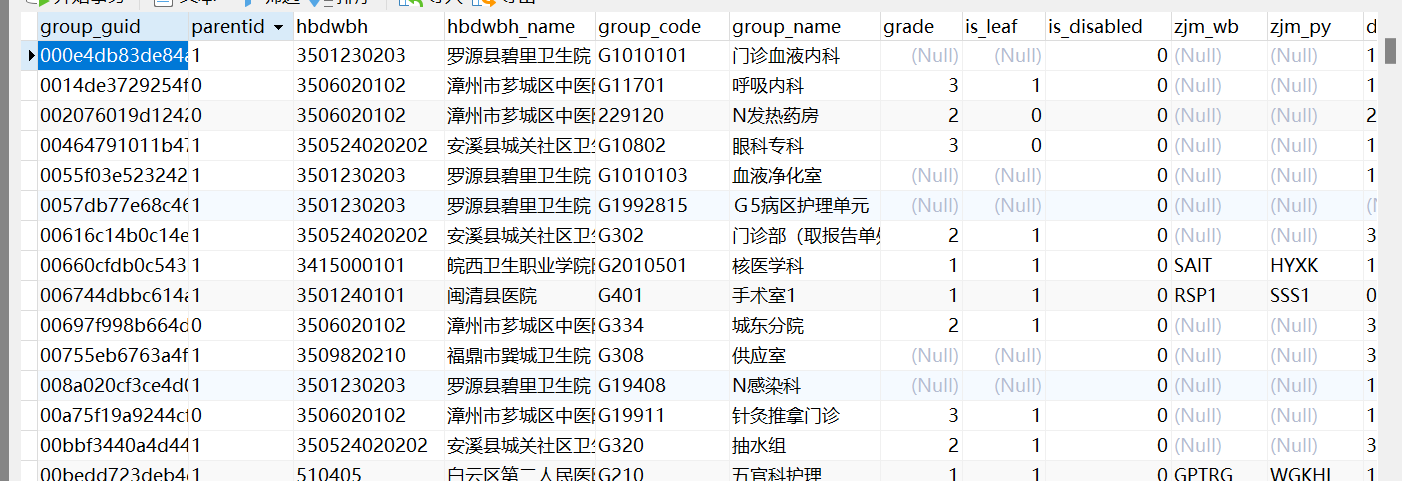 group_guid parentid hbdwbh hbdwbh_name group_code group_name grade is_leaf is_disabled zjm_wb zjm_py d
000e4db83de84a 1 3501230203 罗源县碧里卫生院 G1010101 门诊血液内科 (Null) (Null) 0 (Null) (Null) 1
0014de3729254f 0 3506020102 漳州市芗城区中医 G11701 呼吸内科 3 1 0 (Null) (Null) 1
002076019d1242 0 3506020102 漳州市芗城区中医 229120 N发热药房 2 0 0 (Null) (Null) 2
00464791011b47 1 350524020202 安溪县城关社区卫生 G10802 眼科专科 3 0 0 (Null) (Null) 1
0055f03e523242 1 3501230203 罗源县碧里卫生院 G1010103 血液净化室 (Null) (Null) 0 (Null) (Null) 1
0057db77e68c46 1 3501230203 罗源县碧里卫生院 G1992815 Ｇ5病区护理单元 (Null) (Null) 0 (Null) (Null) (N
00616c14b0c14e 1 350524020202 安溪县城关社区卫生 G302 门诊部（取报告单处 2 1 0 (Null) (Null) 3
00660cfdb0c543 1 3415000101 皖西卫生职业学院 G2010501 核医学科 1 1 0 SAIT HYXK 1
006744dbbc614a 1 3501240101 闽清县医院 G401 手术室1 1 1 0 RSP1 SSS1 0
00697f998b664d 0 3506020102 漳州市芗城区中医 G334 城东分院 2 1 0 (Null) (Null) 3
00755eb6763a4f 1 3509820210 福鼎市巽城卫生院 G308 供应室 (Null) (Null) 0 (Null) (Null) 3
008a020cf3ce4d0 1 3501230203 罗源县碧里卫生院 G19408 N感染科 (Null) (Null) 0 (Null) (Null) 1
00a75f19a9244cf 0 3506020102 漳州市芗城区中医 G19911 针灸推拿门诊 3 1 0 (Null) (Null) 1
00bbf3440a4d44 1 350524020202 安溪县城关社区卫生 G320 抽水组 2 1 0 (Null) (Null) 3
00bedd723deb4 1 510405 白云区第二人民医 G210 五官科护理 1 1 0 GPTRG WGKHL 1